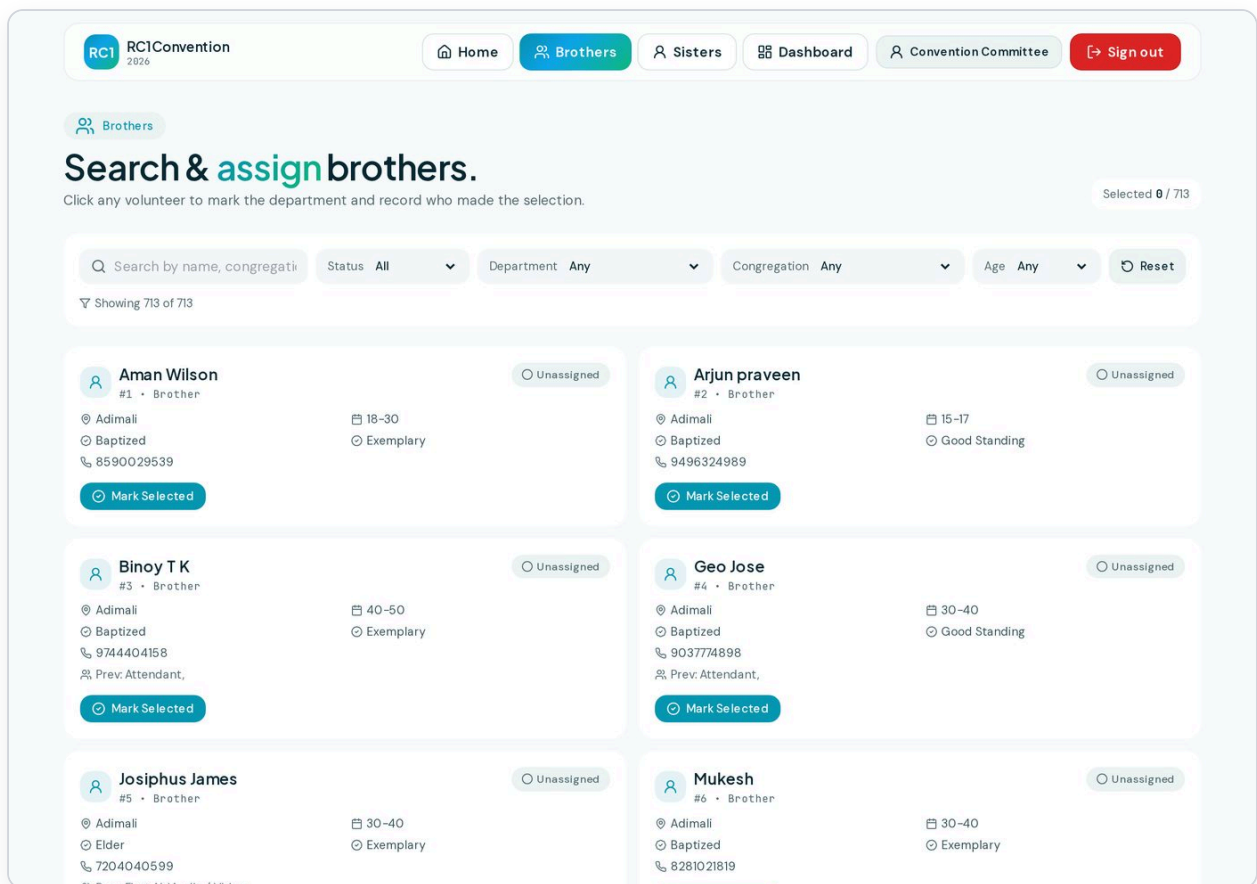 RC1 RC1Convention
2026
Home Brothers Sisters Dashboard Convention Committee Sign out
Brothers
Search & assign brothers.
Click any volunteer to mark the department and record who made the selection.
Selected 0 / 713
Search by name, congregati
Status All
Department Any
Congregation Any
Age Any
Reset
Showing 713 of 713
Aman Wilson
Unassigned
#1 • Brother
Adimali
18-30
Baptized
Exemplary
8590029539
Mark Selected
Arjun praveen
Unassigned
#2 • Brother
Adimali
15-17
Baptized
Good Standing
9496324989
Mark Selected
Binoy T K
Unassigned
#3 • Brother
Adimali
40-50
Baptized
Exemplary
9744404158
Prev: Attendant,
Mark Selected
Geo Jose
Unassigned
#4 • Brother
Adimali
30-40
Baptized
Good Standing
9037774898
Prev: Attendant,
Mark Selected
Josiphus James
Unassigned
#5 • Brother
Adimali
30-40
Elder
Exemplary
7204040599
Mukesh
Unassigned
#6 • Brother
Adimali
30-40
Baptized
Exemplary
8281021819